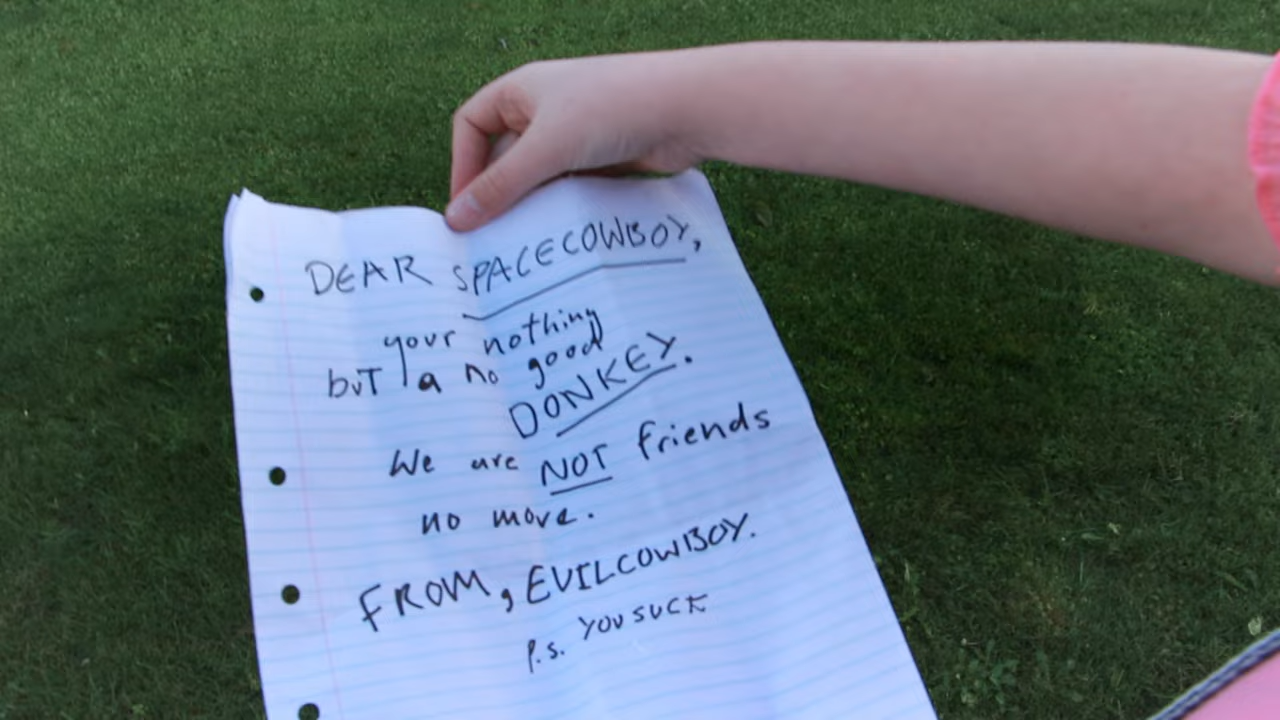 DEAR SPACECOWBOY,
your nothing
buT a no good
DONKEY.
We are NOT friends
no more.
FROM, EVILCOWBOY.
P.S. YOU SUCK